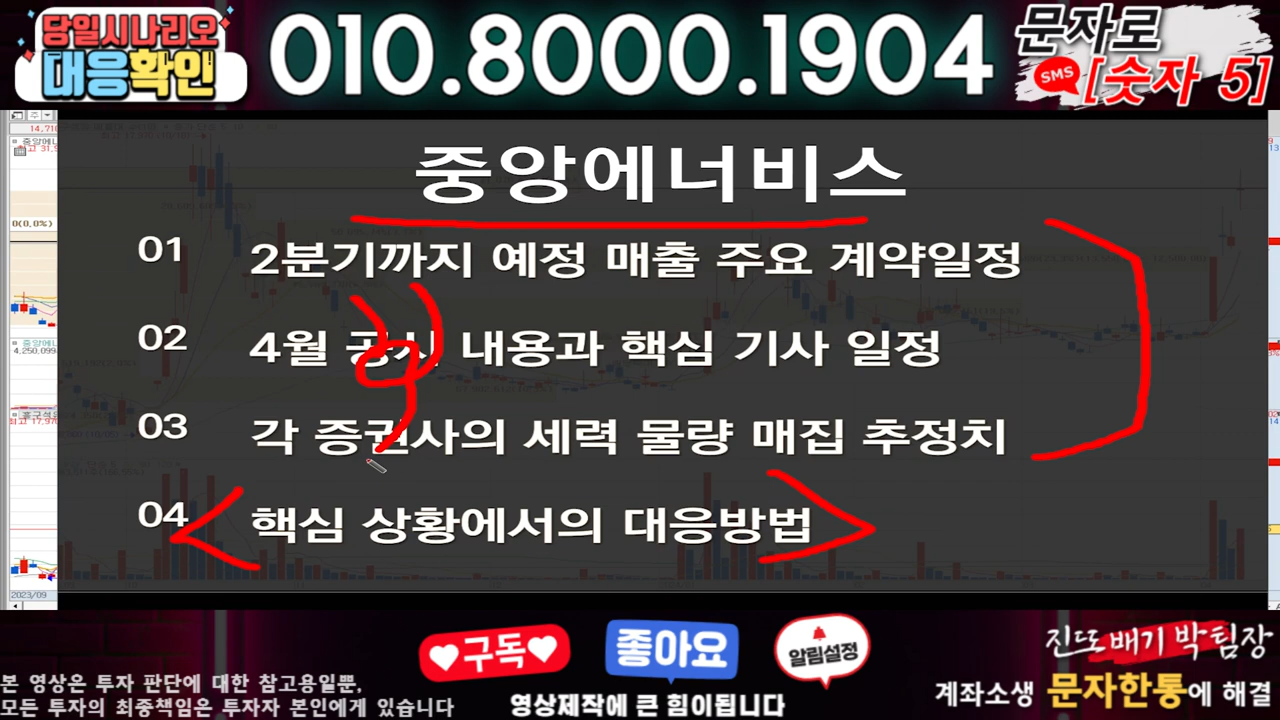 당일시나리오
대응확인
010.8000.1904
문자로
SMS [숫자 5]
중앙에너비스
01 2분기까지 예정 매출 주요 계약일정
02 4월 공시 내용과 핵심 기사 일정
03 각 증권사의 세력 물량 매집 추정치
04 핵심 상황에서의 대응방법
0(0,0%)
2023/09
구독
좋아요
알림설정
영상제작에 큰 힘이됩니다
본 영상은 투자 판단에 대한 참고용일뿐,
모든 투자의 최종책임은 투자자 본인에게 있습니다
진또배기 박팀장
계좌소생 문자한통에 해결